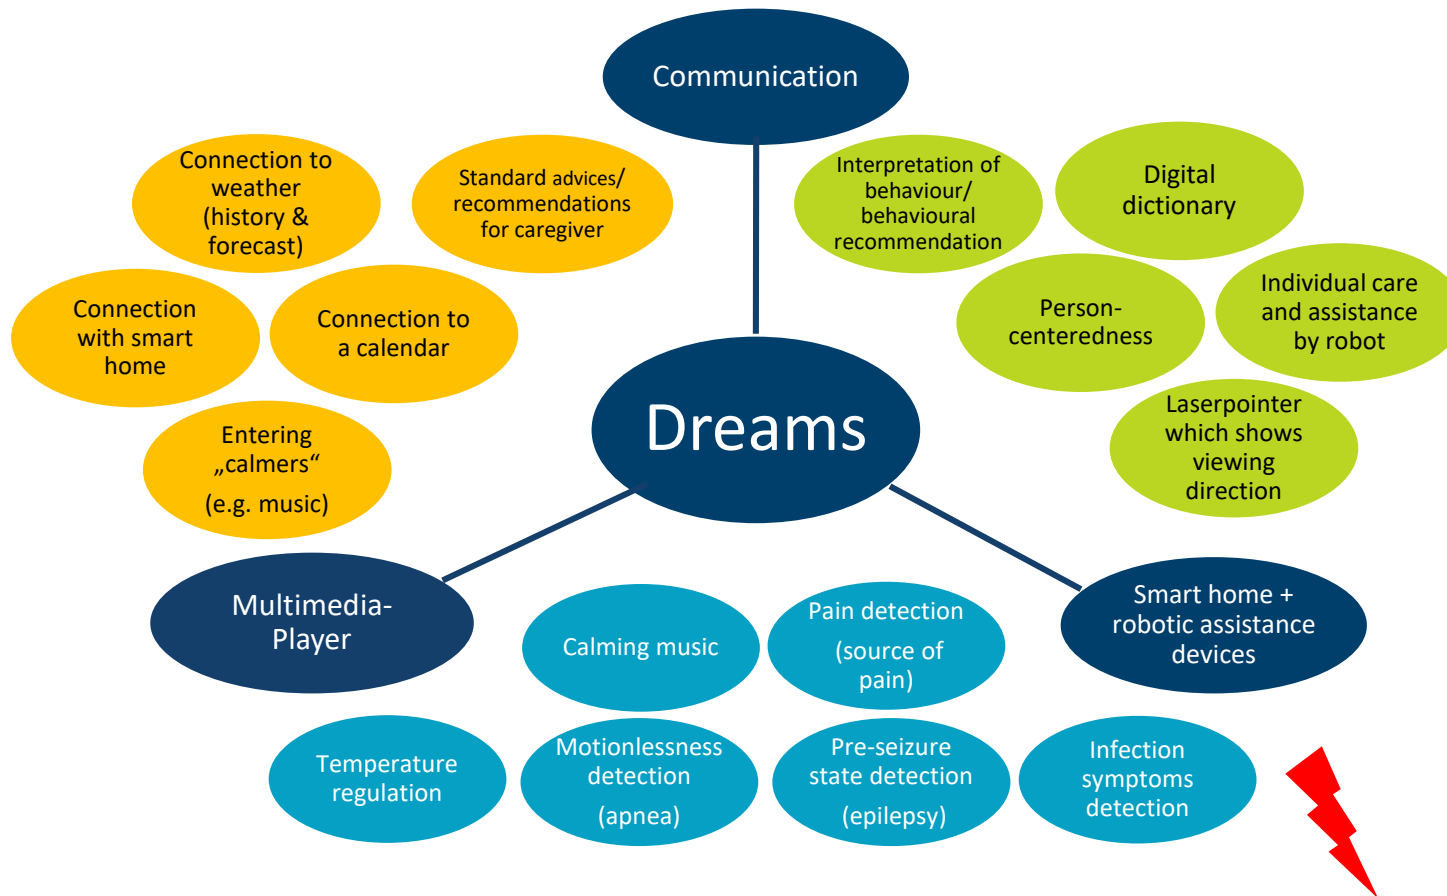 Communication
Connection to
weather
(history &
forecast)
Standard advices/
recommendations
for caregiver
Interpretation of
behaviour/
behavioural
recommendation
Digital
dictionary
Connection
with smart
home
Connection to
a calendar
Person-
centeredness
Individual care
and assistance
by robot
Entering
„calmers“
(e.g. music)
Dreams
Laserpointer
which shows
viewing
direction
Multimedia-
Player
Calming music
Pain detection
(source of
pain)
Smart home +
robotic assistance
devices
Temperature
regulation
Motionlessness
detection
(apnea)
Pre-seizure
state detection
(epilepsy)
Infection
symptoms
detection